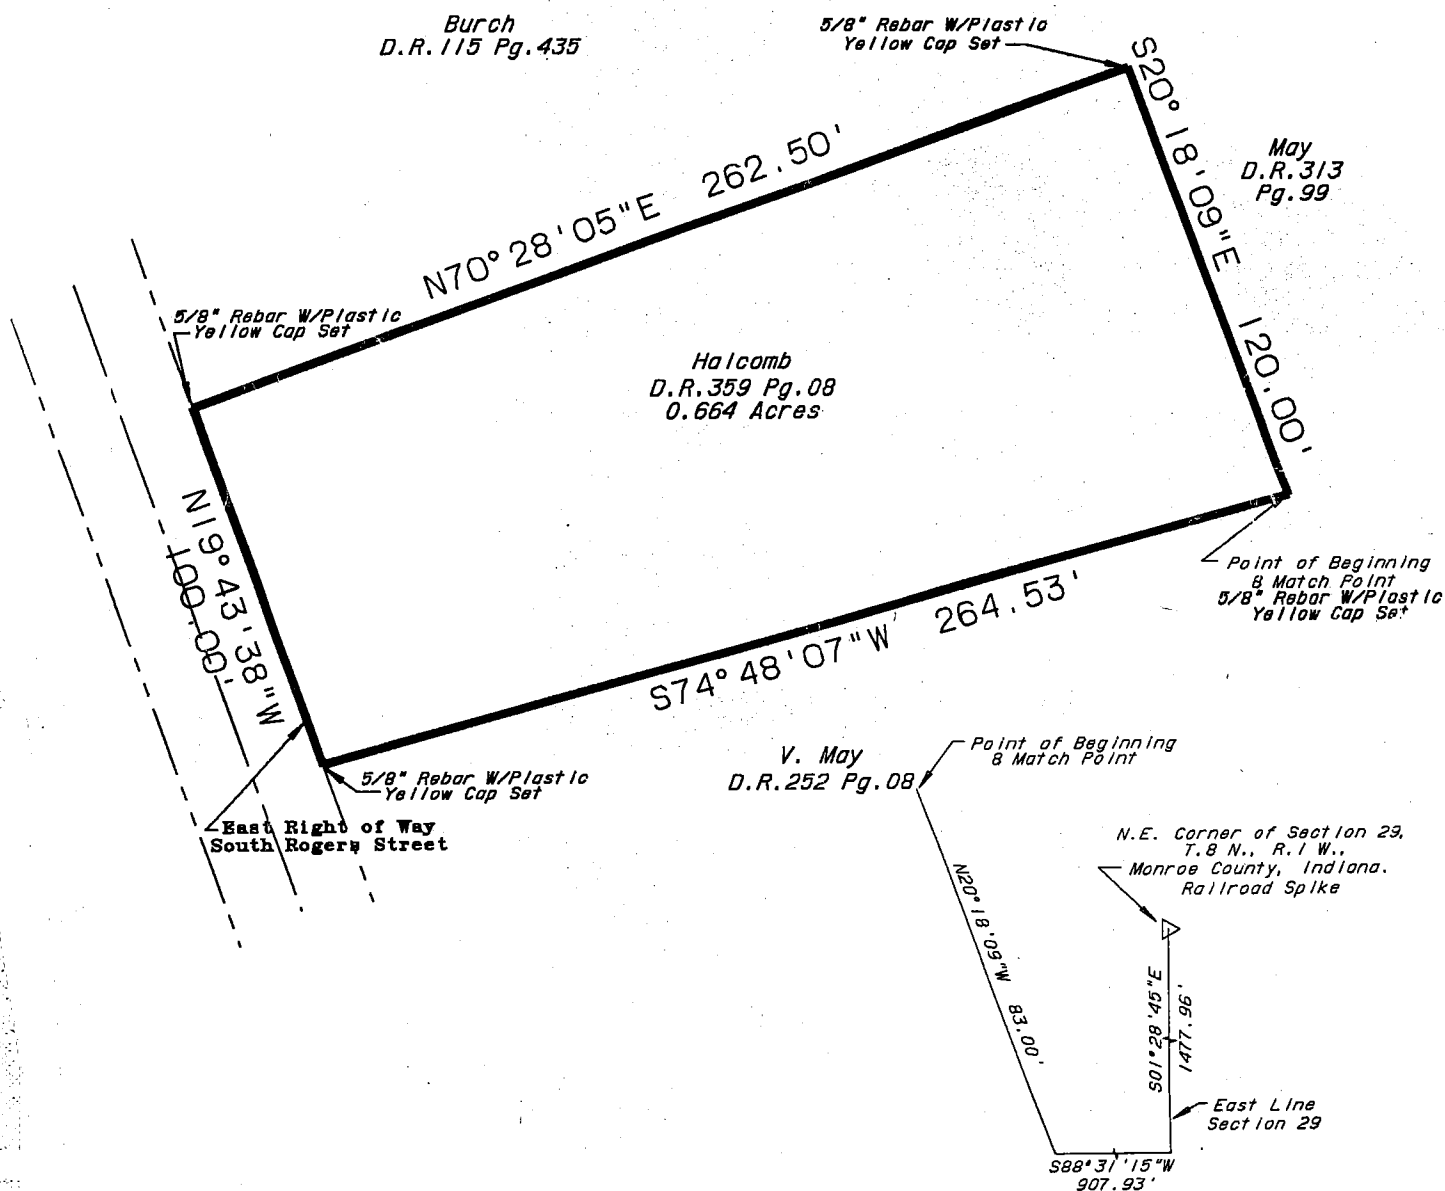 Burch
D.R.115 Pg.435
5/8" Rebar W/Plastic
Yellow Cap Set
S20°18'09"E 120.00'
May
D.R.313
Pg.99
N70°28'05"E 262.50'
5/8" Rebar W/Plastic
Yellow Cap Set
Halcomb
D.R.359 Pg.08
0.664 Acres
N19°43'38"W
100.00'
Point of Beginning
8 Match Point
5/8" Rebar W/Plastic
Yellow Cap Set
S74°48'07"W 264.53'
5/8" Rebar W/Plastic
Yellow Cap Set
East Right of Way
South Rogers Street
V. May
D.R.252 Pg.08
Point of Beginning
8 Match Point
N.E. Corner of Section 29,
T.8 N., R.1 W.,
Monroe County, Indiana.
Railroad Spike
N20°18'09"W 83.00'
S01°28'45"E
1477.96'
East Line
Section 29
S88°31'15"W
907.93'